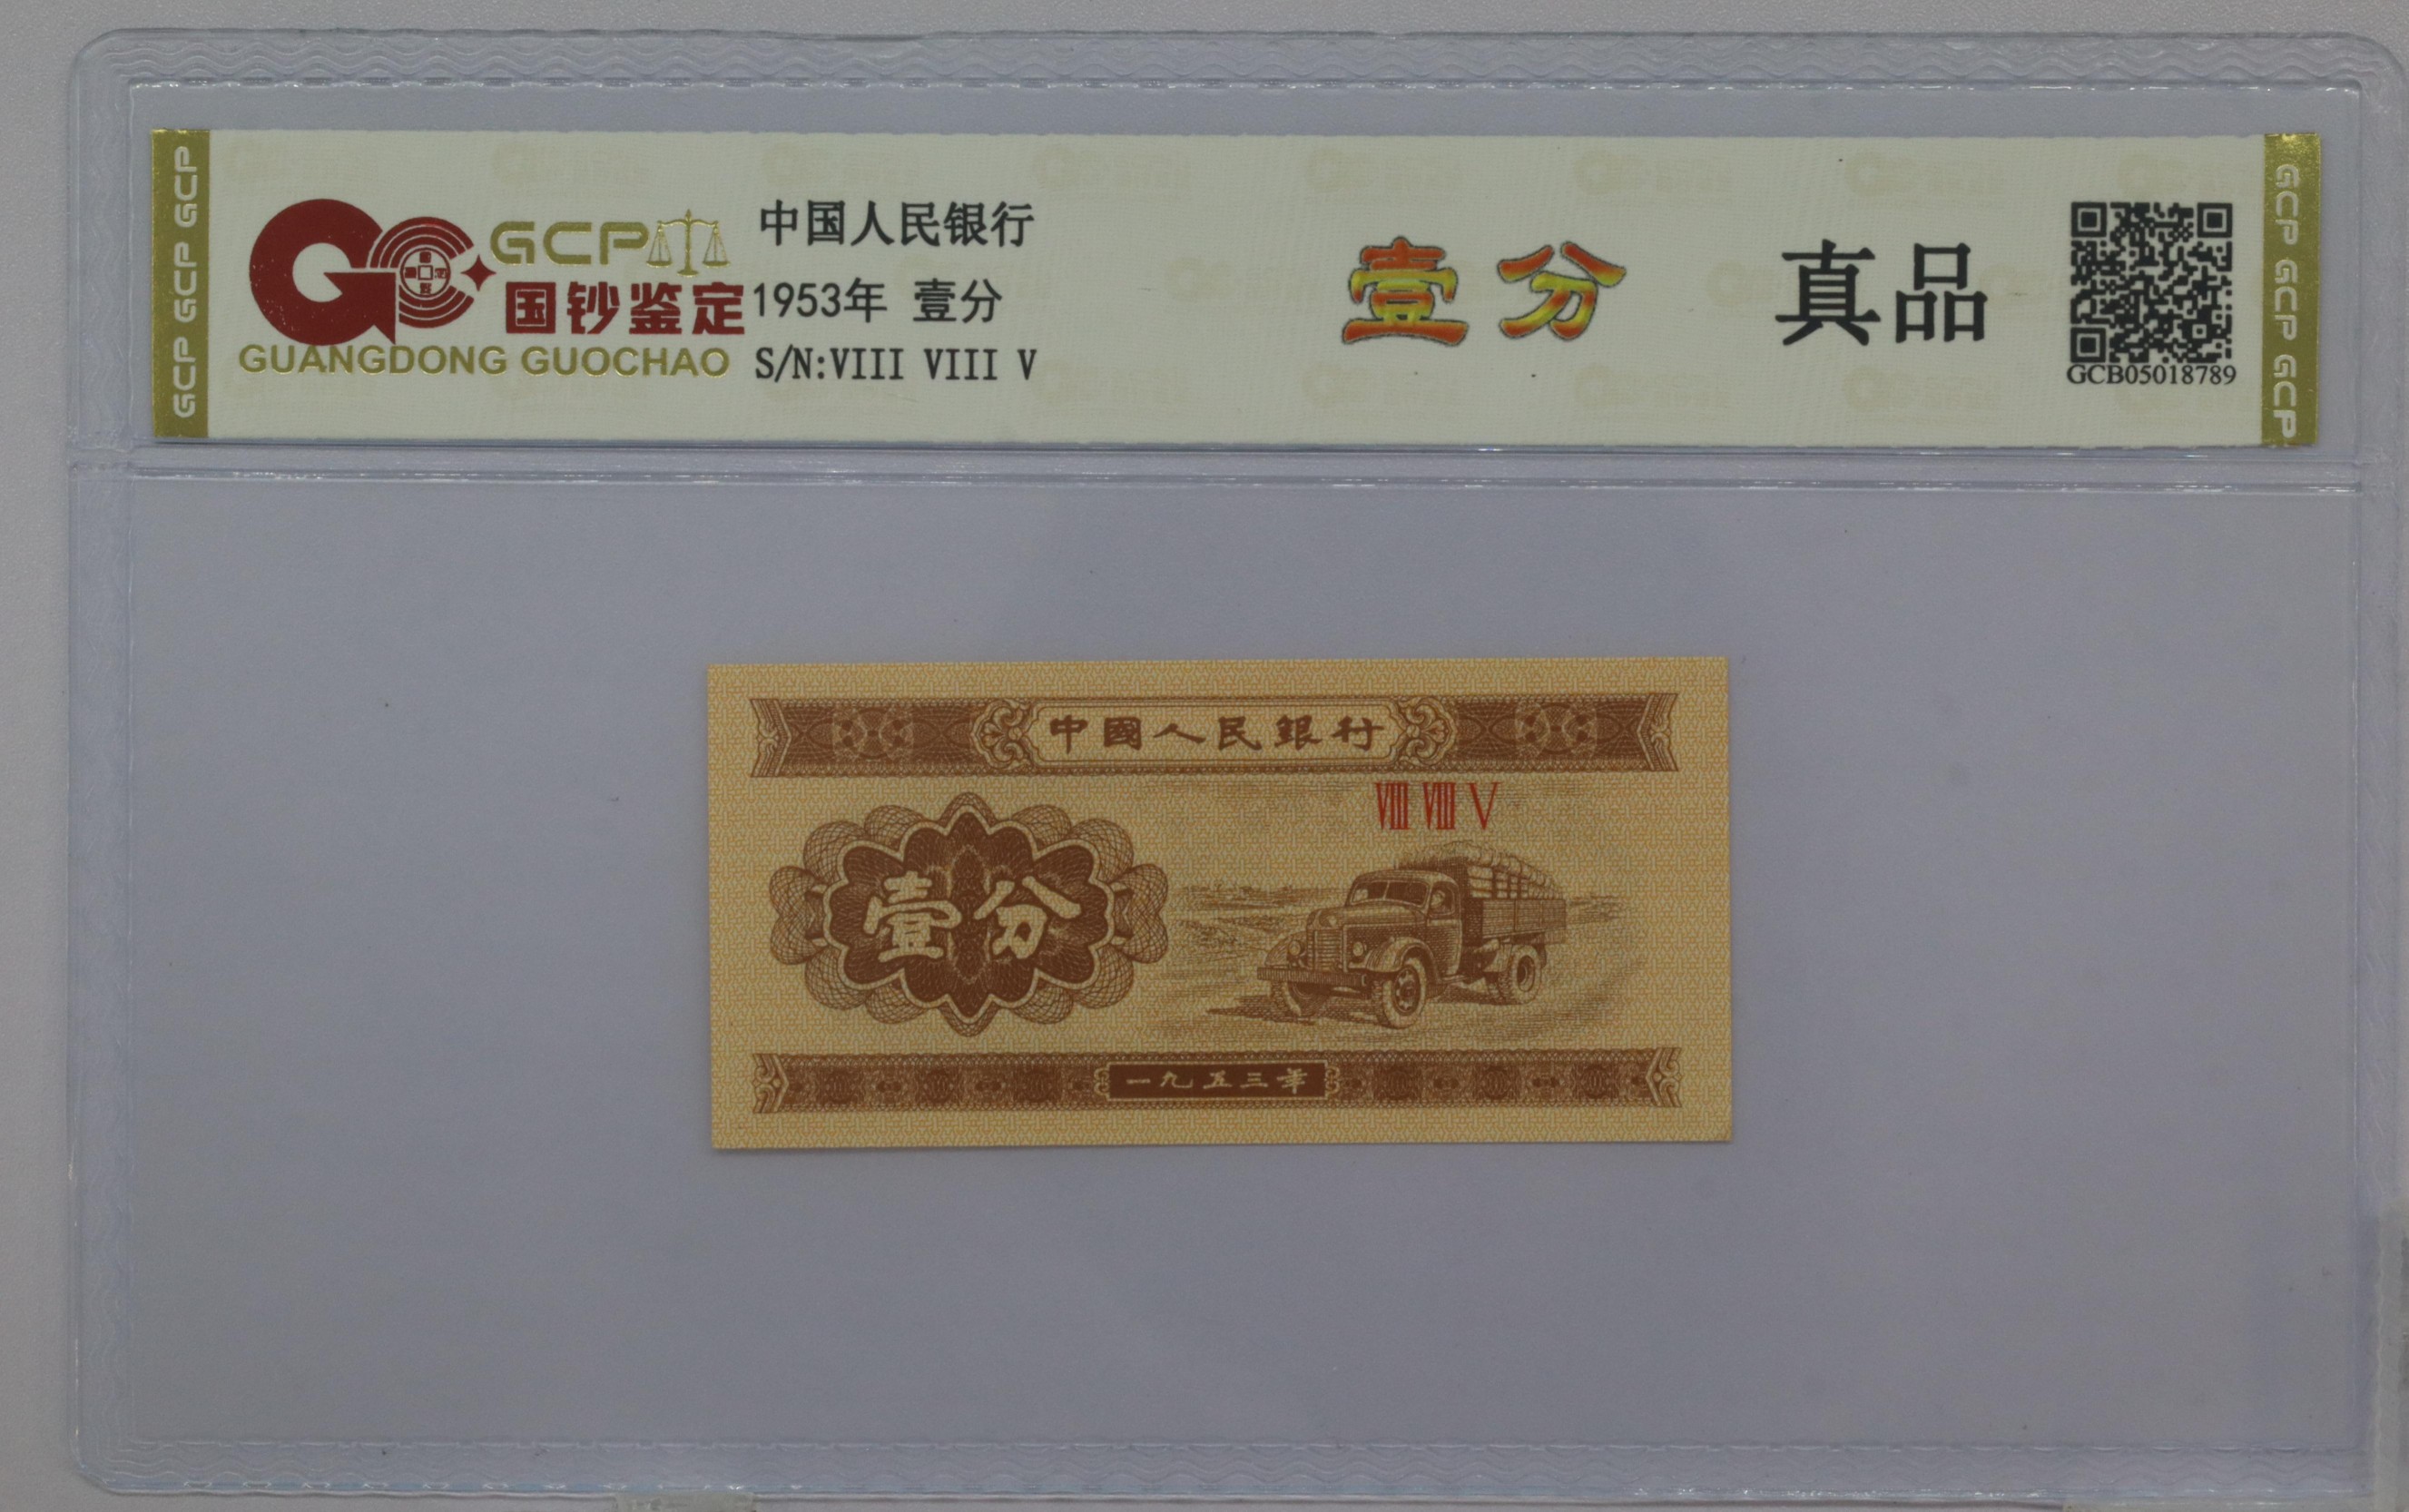 GCP GCP GCP
GCP
国钞鉴定
GUANGDONG GUOCHAO
中国人民银行
1953年 壹分
S/N:VIII VIII V
壹分
真品
GCB05018789
GCP GCP GCP
中國人民銀行
VIII VIII V
壹分
一九五三年